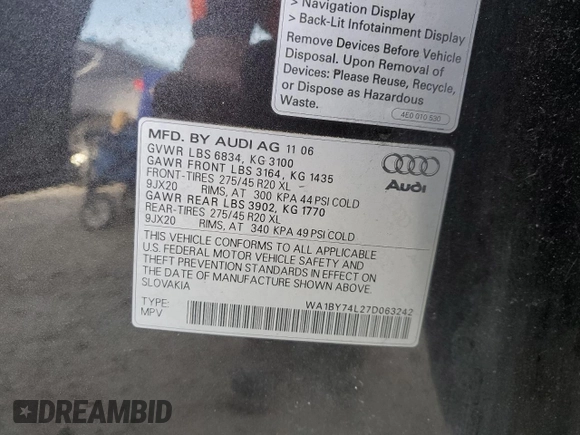 > Navigation Display
> Back-Lit Infotainment Display
Remove Devices Before Vehicle
Disposal. Upon Removal of
Devices: Please Reuse, Recycle,
or Dispose as Hazardous
Waste.
4E0 010 530
MFD. BY AUDI AG 11 06
GVWR LBS 6834, KG 3100
GAWR FRONT LBS 3164, KG 1435
FRONT-TIRES 275/45 R20 XL
9JX20 RIMS, AT 300 KPA 44 PSI COLD
GAWR REAR LBS 3902, KG 1770
REAR-TIRES 275/45 R20 XL
9JX20 RIMS, AT 340 KPA 49 PSI COLD
Audi
THIS VEHICLE CONFORMS TO ALL APPLICABLE
U.S. FEDERAL MOTOR VEHICLE SAFETY AND
THEFT PREVENTION STANDARDS IN EFFECT ON
THE DATE OF MANUFACTURE SHOWN ABOVE.
SLOVAKIA
WA1BY74L27D063242
TYPE:
MPV
DREAMBID